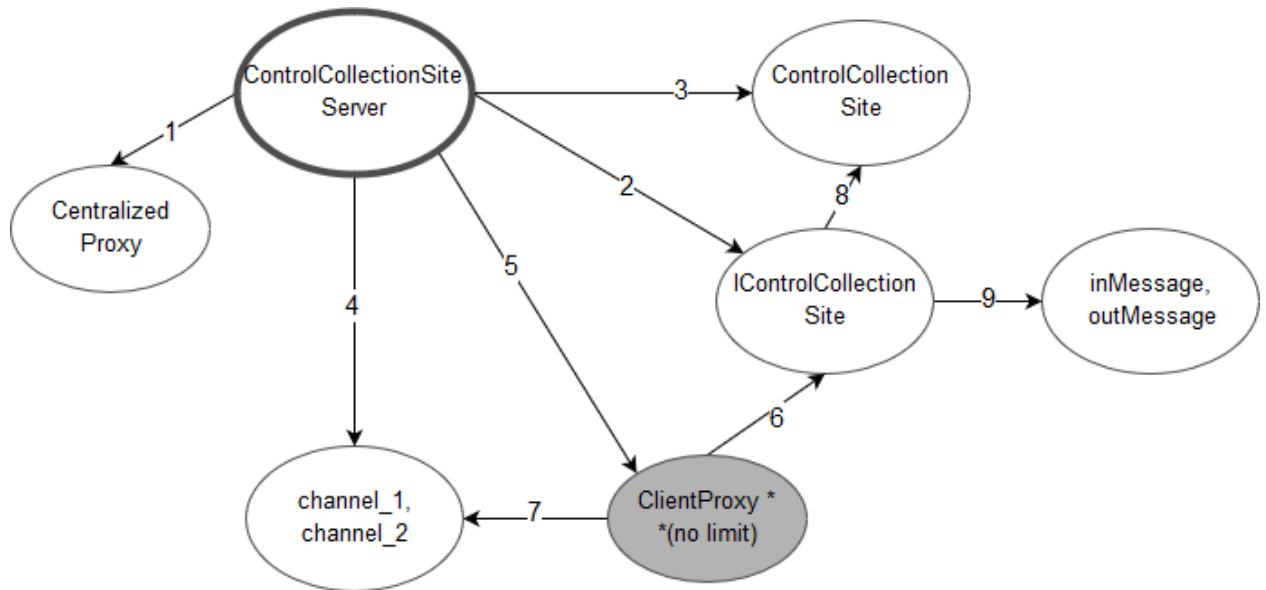 ControlCollectionSite
Server
3
ControlCollection
Site
1
2
8
Centralized
Proxy
5
4
IControlCollection
Site
9
inMessage,
outMessage
6
channel_1,
channel_2
7
ClientProxy *
*(no limit)